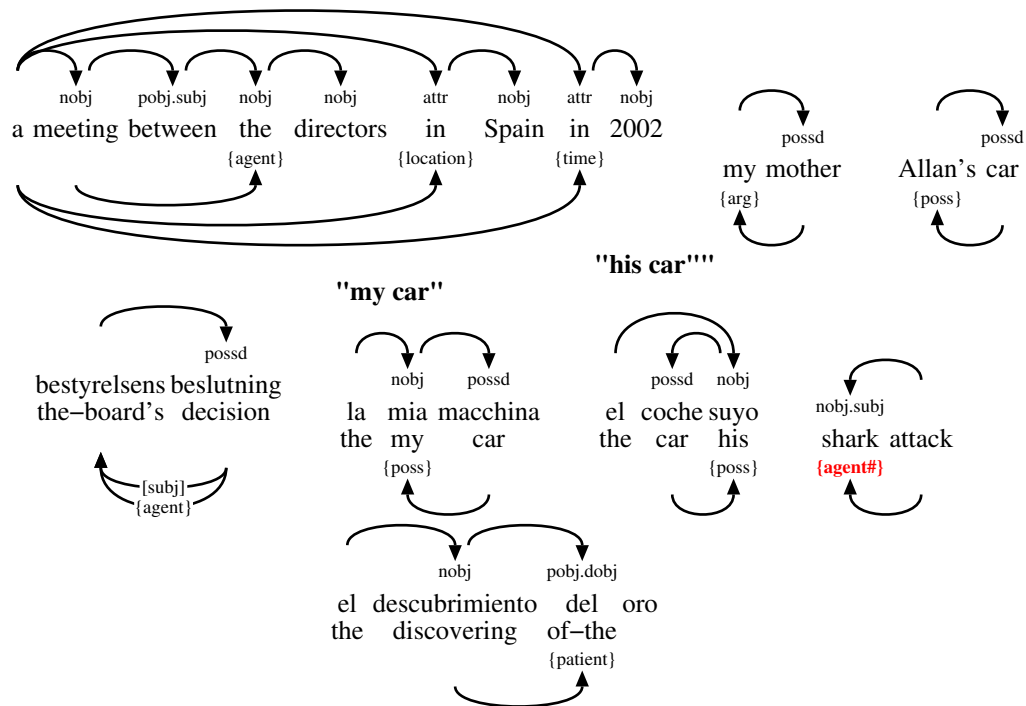 nobj pobj.subj nobj nobj attr nobj attr nobj
a meeting between the directors in Spain in 2002
{agent} {location} {time}
possd
my mother
{arg}
possd
Allan's car
{poss}
possd
bestyrelsens beslutning
the−board's decision
[subj]
{agent}
"my car"
nobj possd
la mia macchina
the my car
{poss}
"his car""
possd nobj
el coche suyo
the car his
{poss}
nobj.subj
shark attack
{agent#}
nobj pobj.dobj
el descubrimiento del oro
the discovering of−the
{patient}